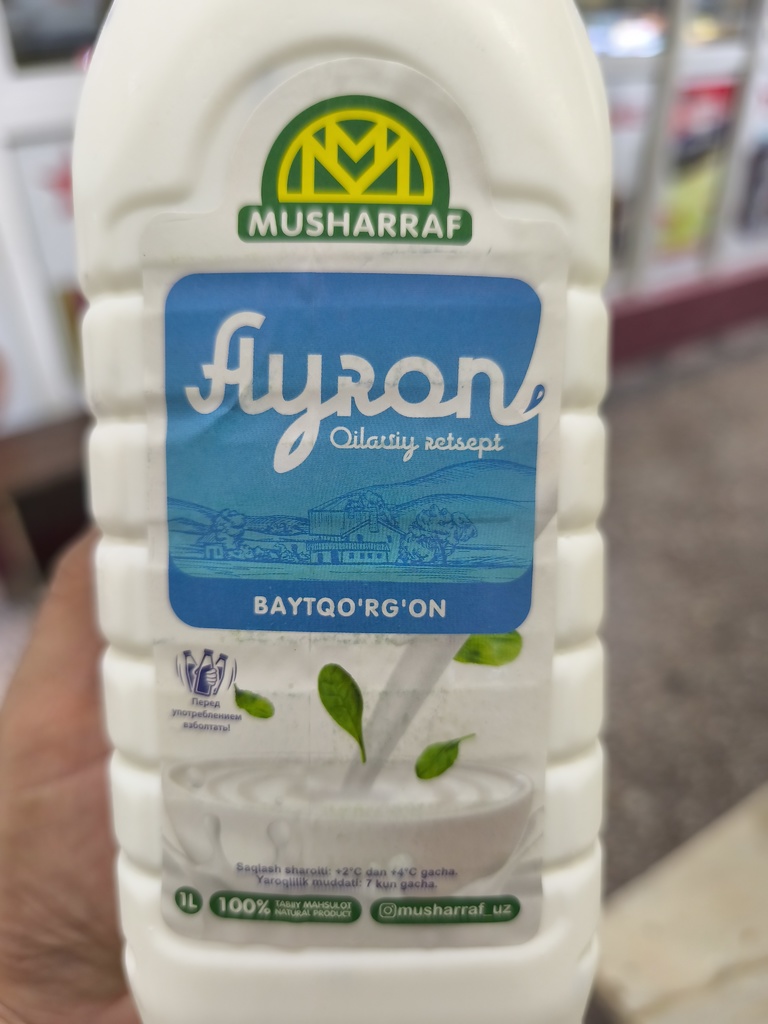 MUSHARRAF
Ayron
Oilaviy retsept
BAYTQO'RG'ON
Перед
употреблением
взболтать!
Saqlash sharoiti: +2°C dan +4°C gacha.
Yaroqlilik muddati: 7 kun gacha.
1L
100%
TABIIY MAHSULOT
NATURAL PRODUCT
@musharraf_uz